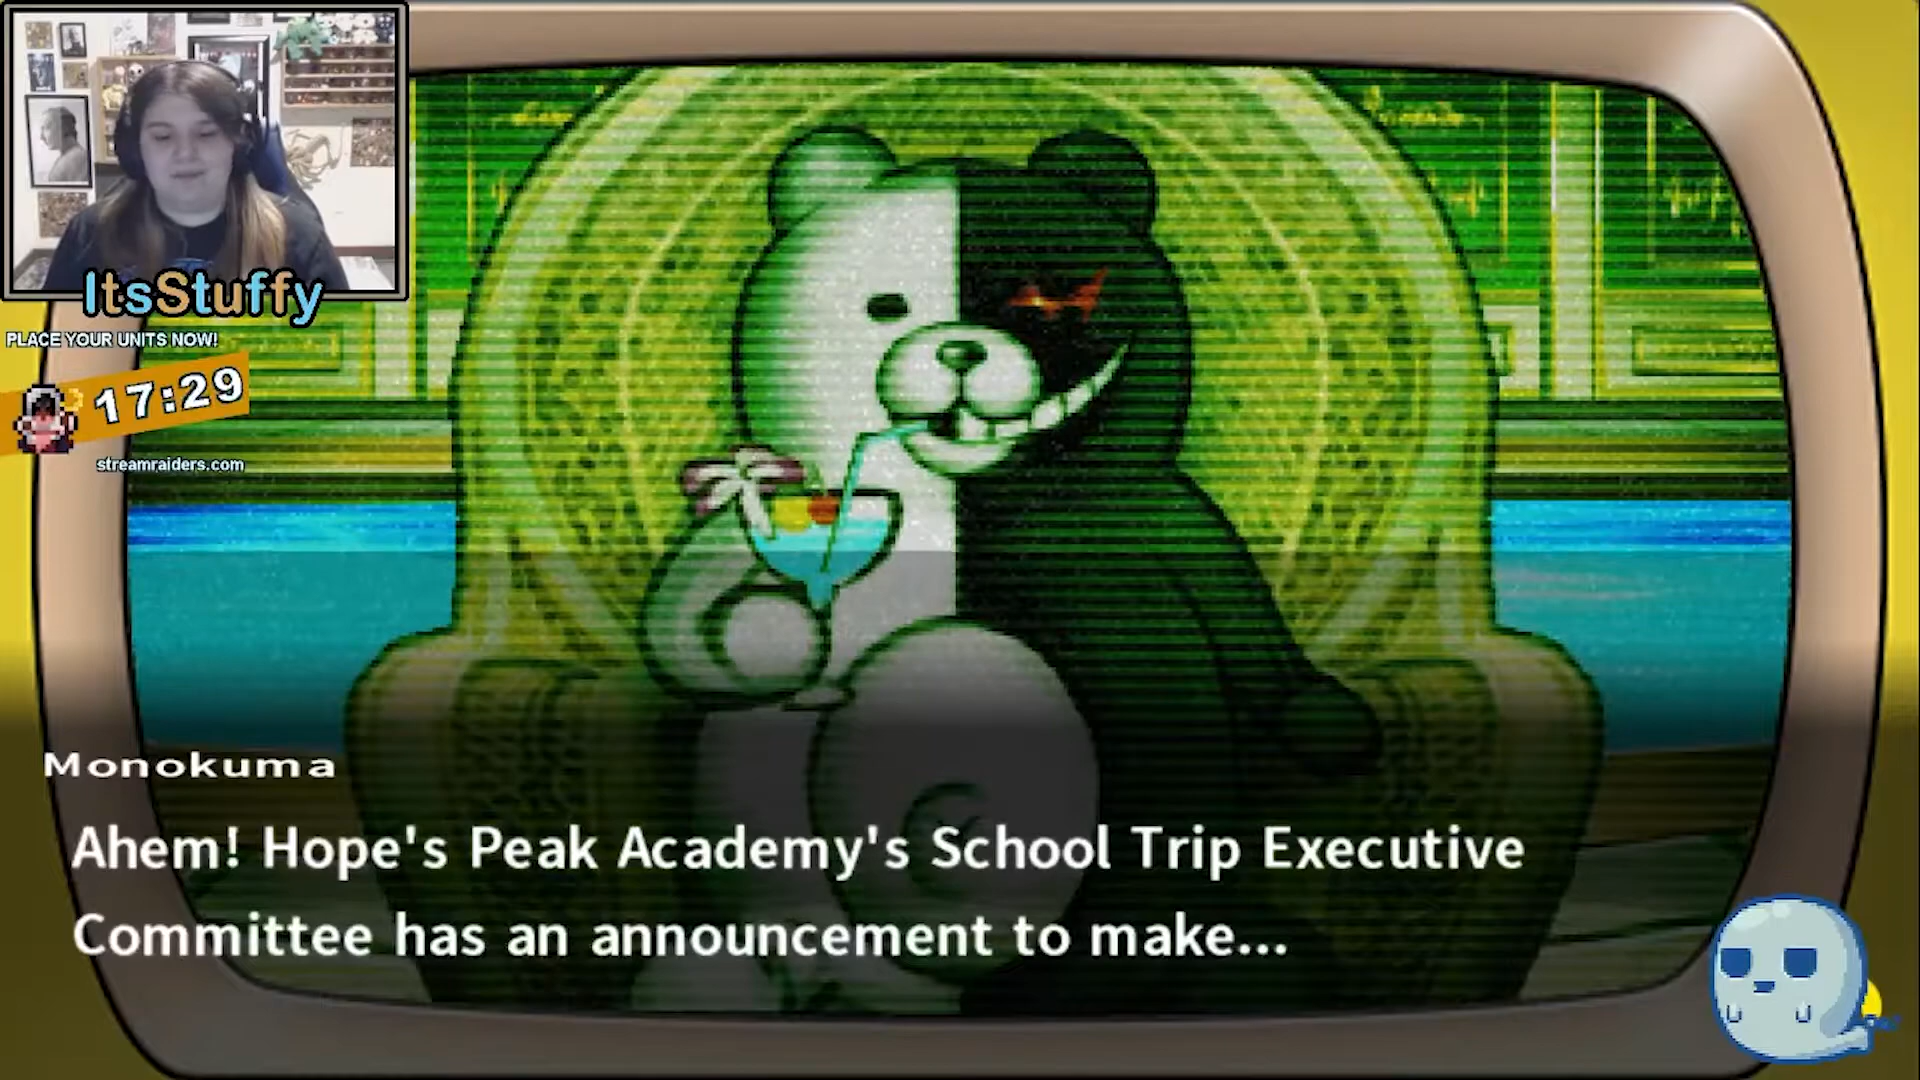 ItsStuffy
PLACE YOUR UNITS NOW!
17:29
streamraiders.com
Monokuma
Ahem! Hope's Peak Academy's School Trip Executive
Committee has an announcement to make...